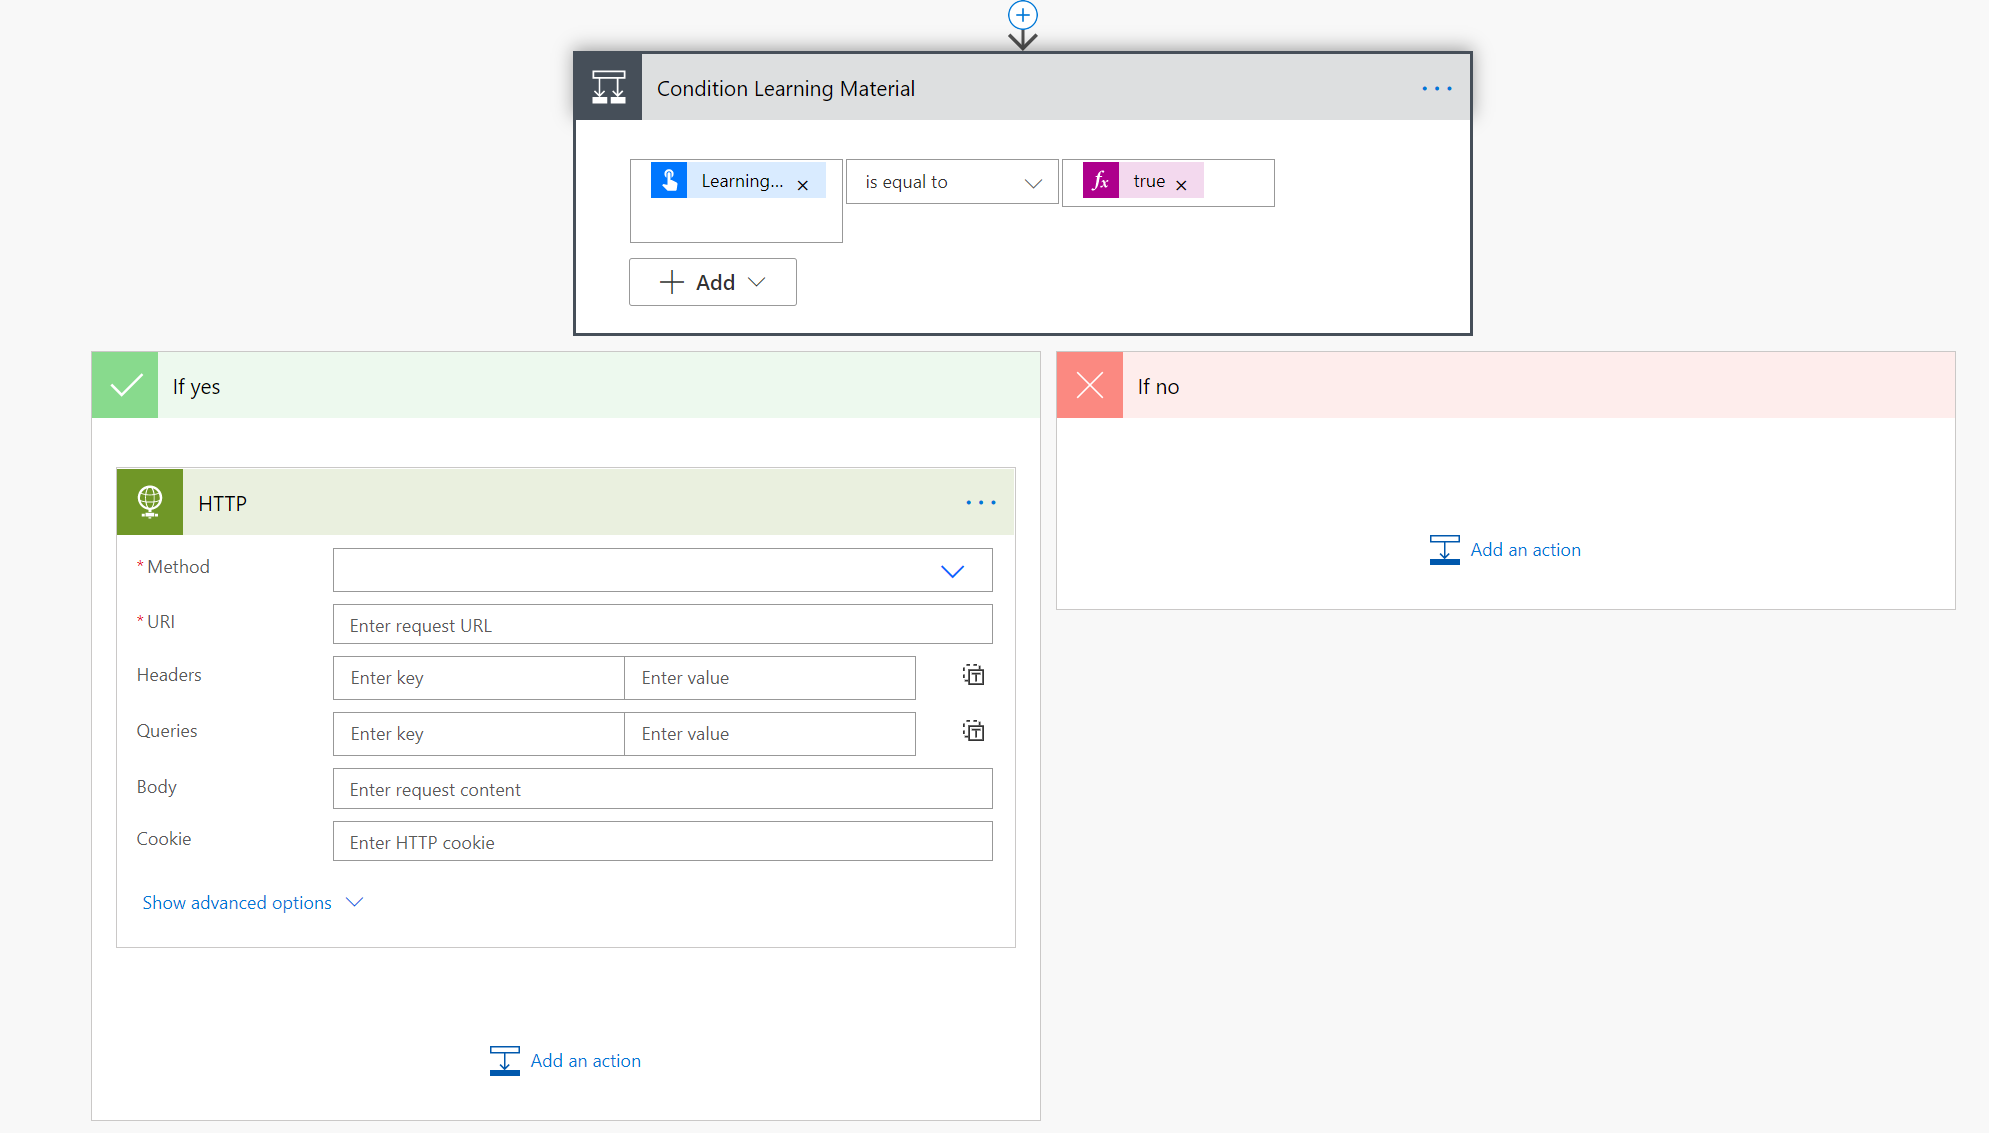 Condition Learning Material
Learning... ×
is equal to
fx true ×
Add
If yes
If no
HTTP
* Method
* URI
Enter request URL
Headers
Enter key
Enter value
Queries
Enter key
Enter value
Body
Enter request content
Cookie
Enter HTTP cookie
Show advanced options
Add an action
Add an action